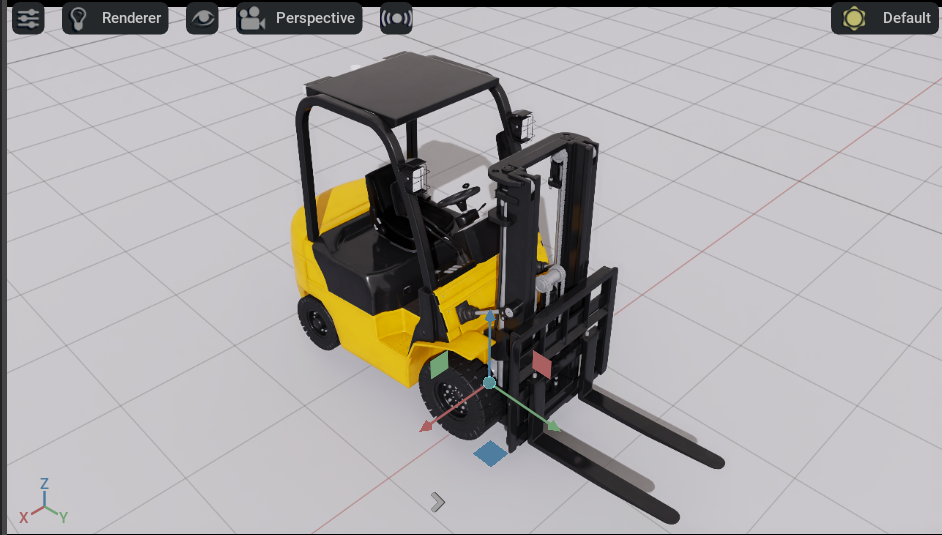 Renderer
Perspective
Default
Z
X
Y